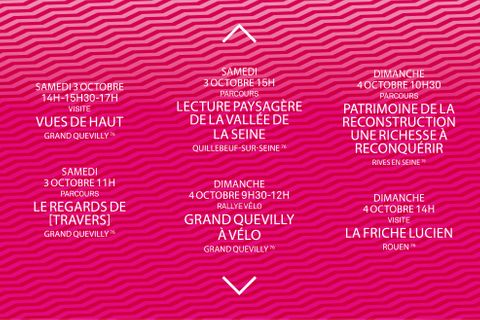 SAMEDI 3 OCTOBRE
14H-15H30-17H
VISITE
VUES DE HAUT
GRAND QUEVILLY 76
SAMEDI
3 OCTOBRE 11H
PARCOURS
LE REGARDS DE
[TRAVERS]
GRAND QUEVILLY 76
SAMEDI
3 OCTOBRE 15H
PARCOURS
LECTURE PAYSAGÈRE
DE LA VALLÉE DE
LA SEINE
QUILLEBEUF-SUR-SEINE 76
DIMANCHE
4 OCTOBRE 9H30-12H
RALLYE VÉLO
GRAND QUEVILLY
À VÉLO
GRAND QUEVILLY 76
DIMANCHE
4 OCTOBRE 10H30
PARCOURS
PATRIMOINE DE LA
RECONSTRUCTION
UNE RICHESSE À
RECONQUÉRIR
RIVES EN SEINE 76
DIMANCHE
4 OCTOBRE 14H
VISITE
LA FRICHE LUCIEN
ROUEN 76